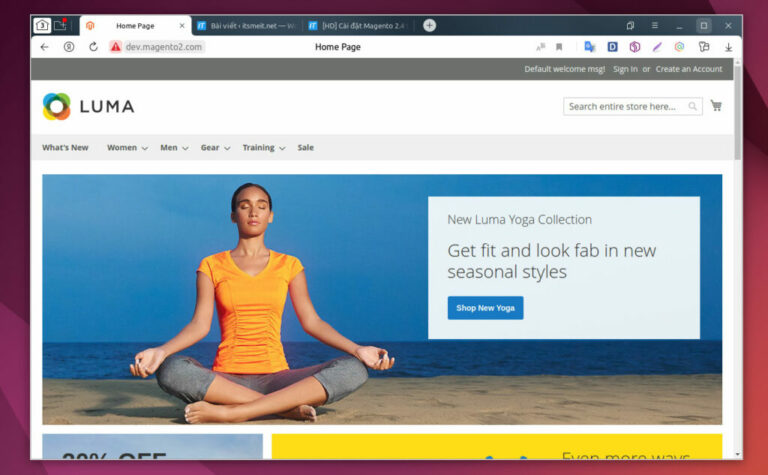 3
Home Page
Bài viết ‹ itsmeit.net — W
[HD] Cài đặt Magento 2.4
dev.magento2.com
Home Page
Default welcome msg! Sign In or Create an Account
LUMA
Search entire store here...
What's New Women Men Gear Training Sale
New Luma Yoga Collection
Get fit and look fab in new
seasonal styles
Shop New Yoga
20% OFF
Even more ways